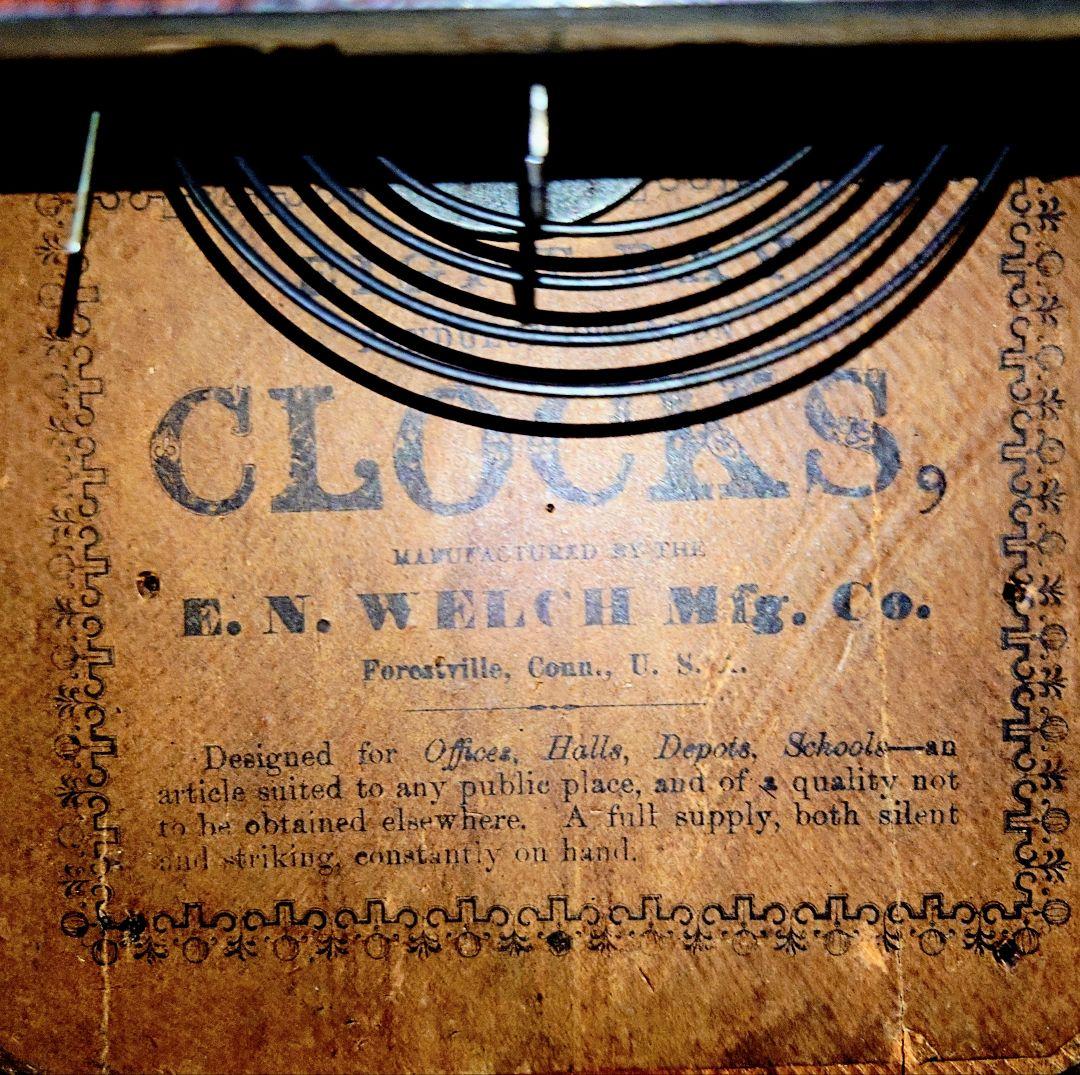 EIGHT DAY
CLOCKS,
MANUFACTURED BY THE
E. N. WELCH Mfg. Co.
Forestville, Conn., U. S. A.
Designed for Offices, Halls, Depots, Schools—an
article suited to any public place, and of a quality not
to be obtained elsewhere. A full supply, both silent
and striking, constantly on hand.